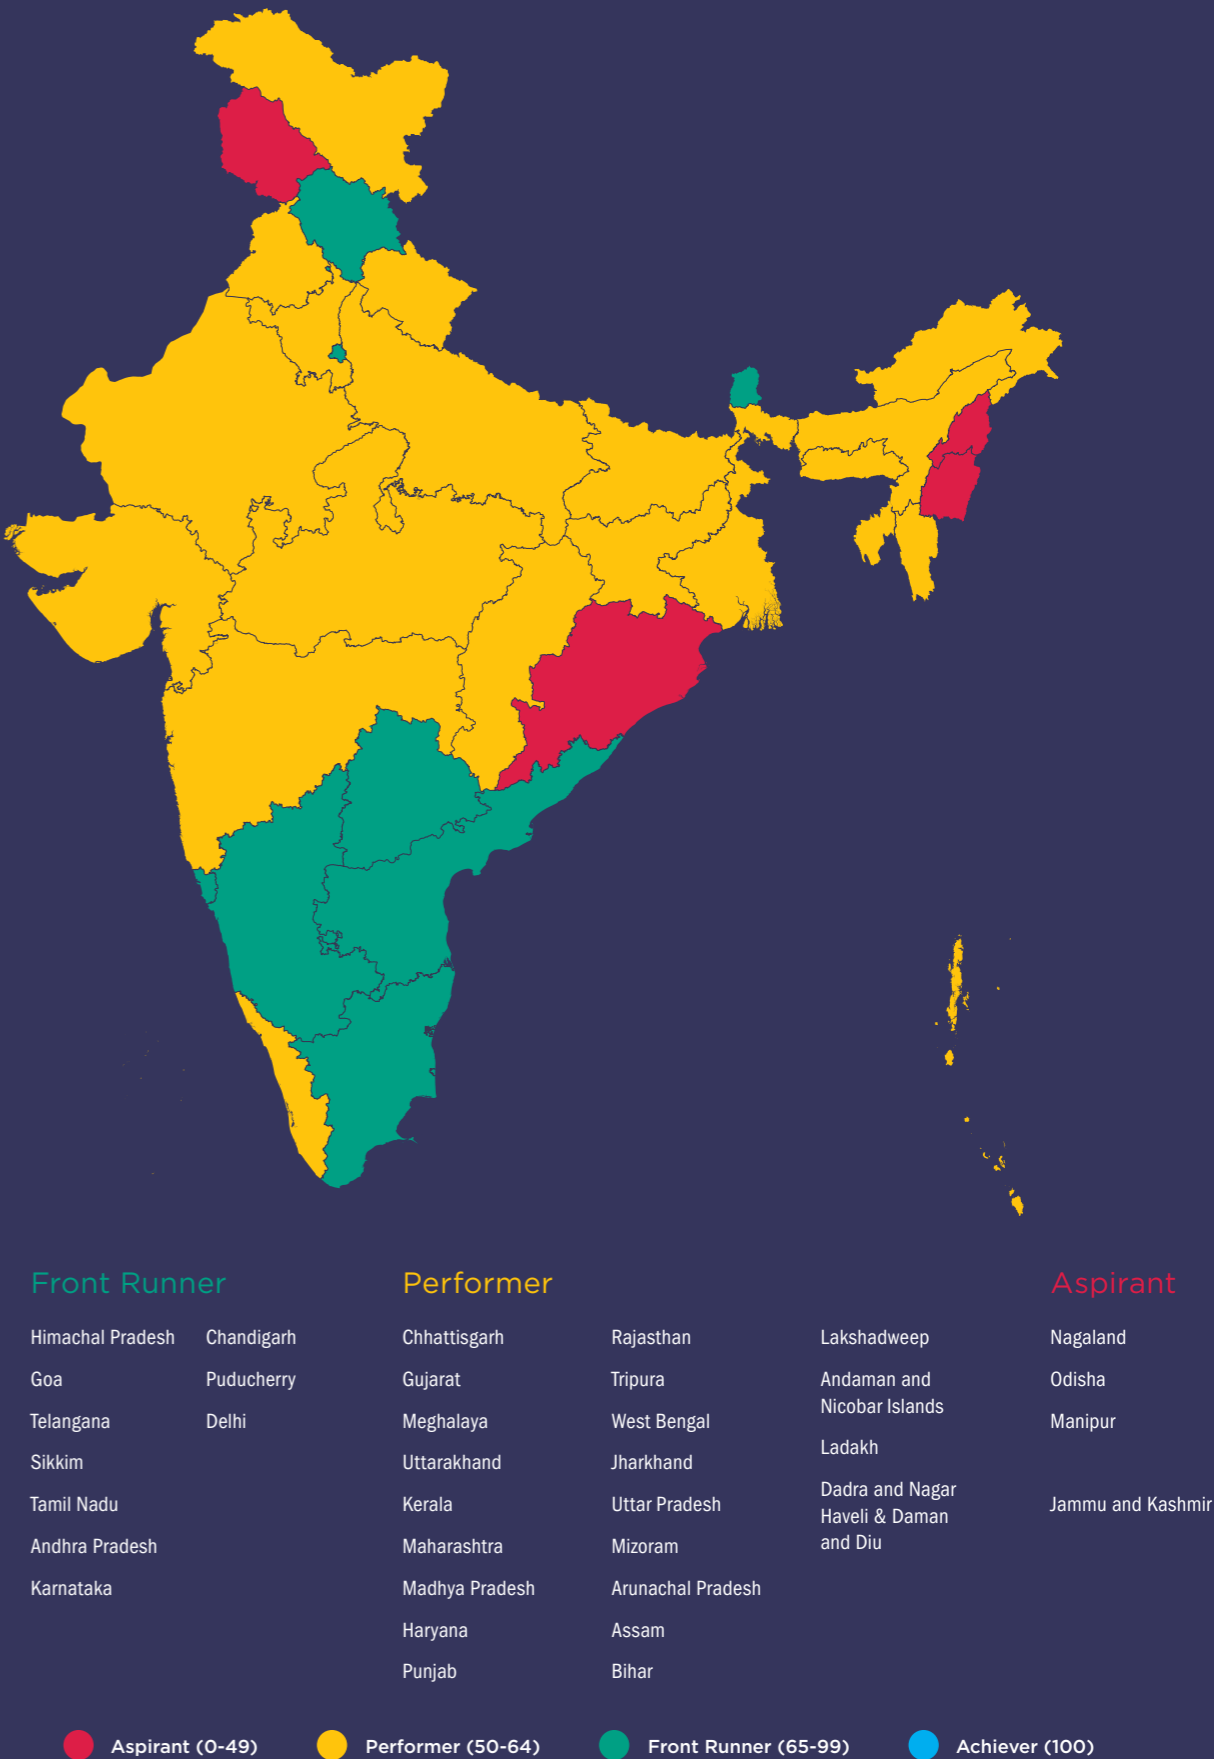 Front Runner
Himachal Pradesh
Goa
Telangana
Sikkim
Tamil Nadu
Andhra Pradesh
Karnataka
Chandigarh
Puducherry
Delhi
Performer
Chhattisgarh
Gujarat
Meghalaya
Uttarakhand
Kerala
Maharashtra
Madhya Pradesh
Haryana
Punjab
Rajasthan
Tripura
West Bengal
Jharkhand
Uttar Pradesh
Mizoram
Arunachal Pradesh
Assam
Bihar
Lakshadweep
Andaman and
Nicobar Islands
Ladakh
Dadra and Nagar
Haveli & Daman
and Diu
Aspirant
Nagaland
Odisha
Manipur
Jammu and Kashmir
Aspirant (0-49)
Performer (50-64)
Front Runner (65-99)
Achiever (100)